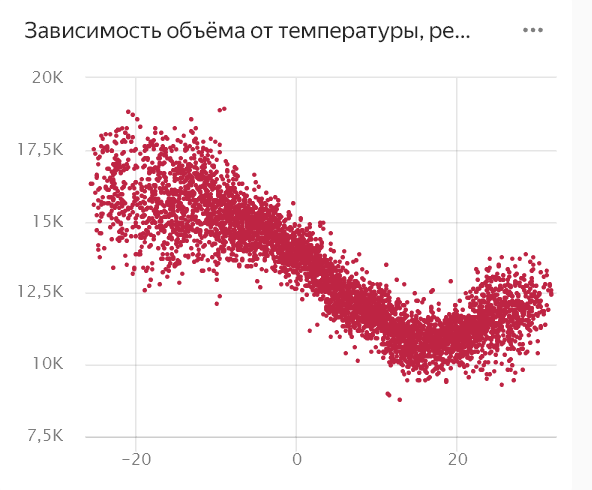 Зависимость объёма от температуры, ре...
20K
17,5K
15K
12,5K
10K
7,5K
−20 0 20